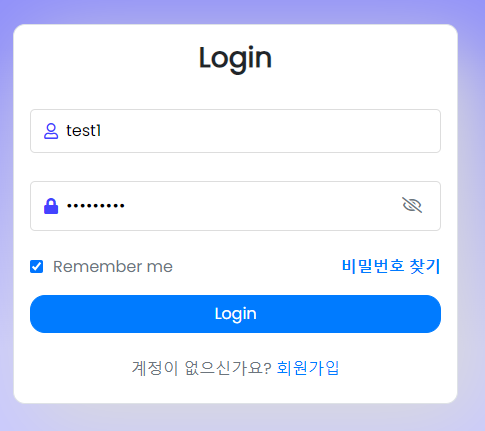 Login
test1
•••••••••
Remember me 비밀번호 찾기
Login
계정이 없으신가요? 회원가입